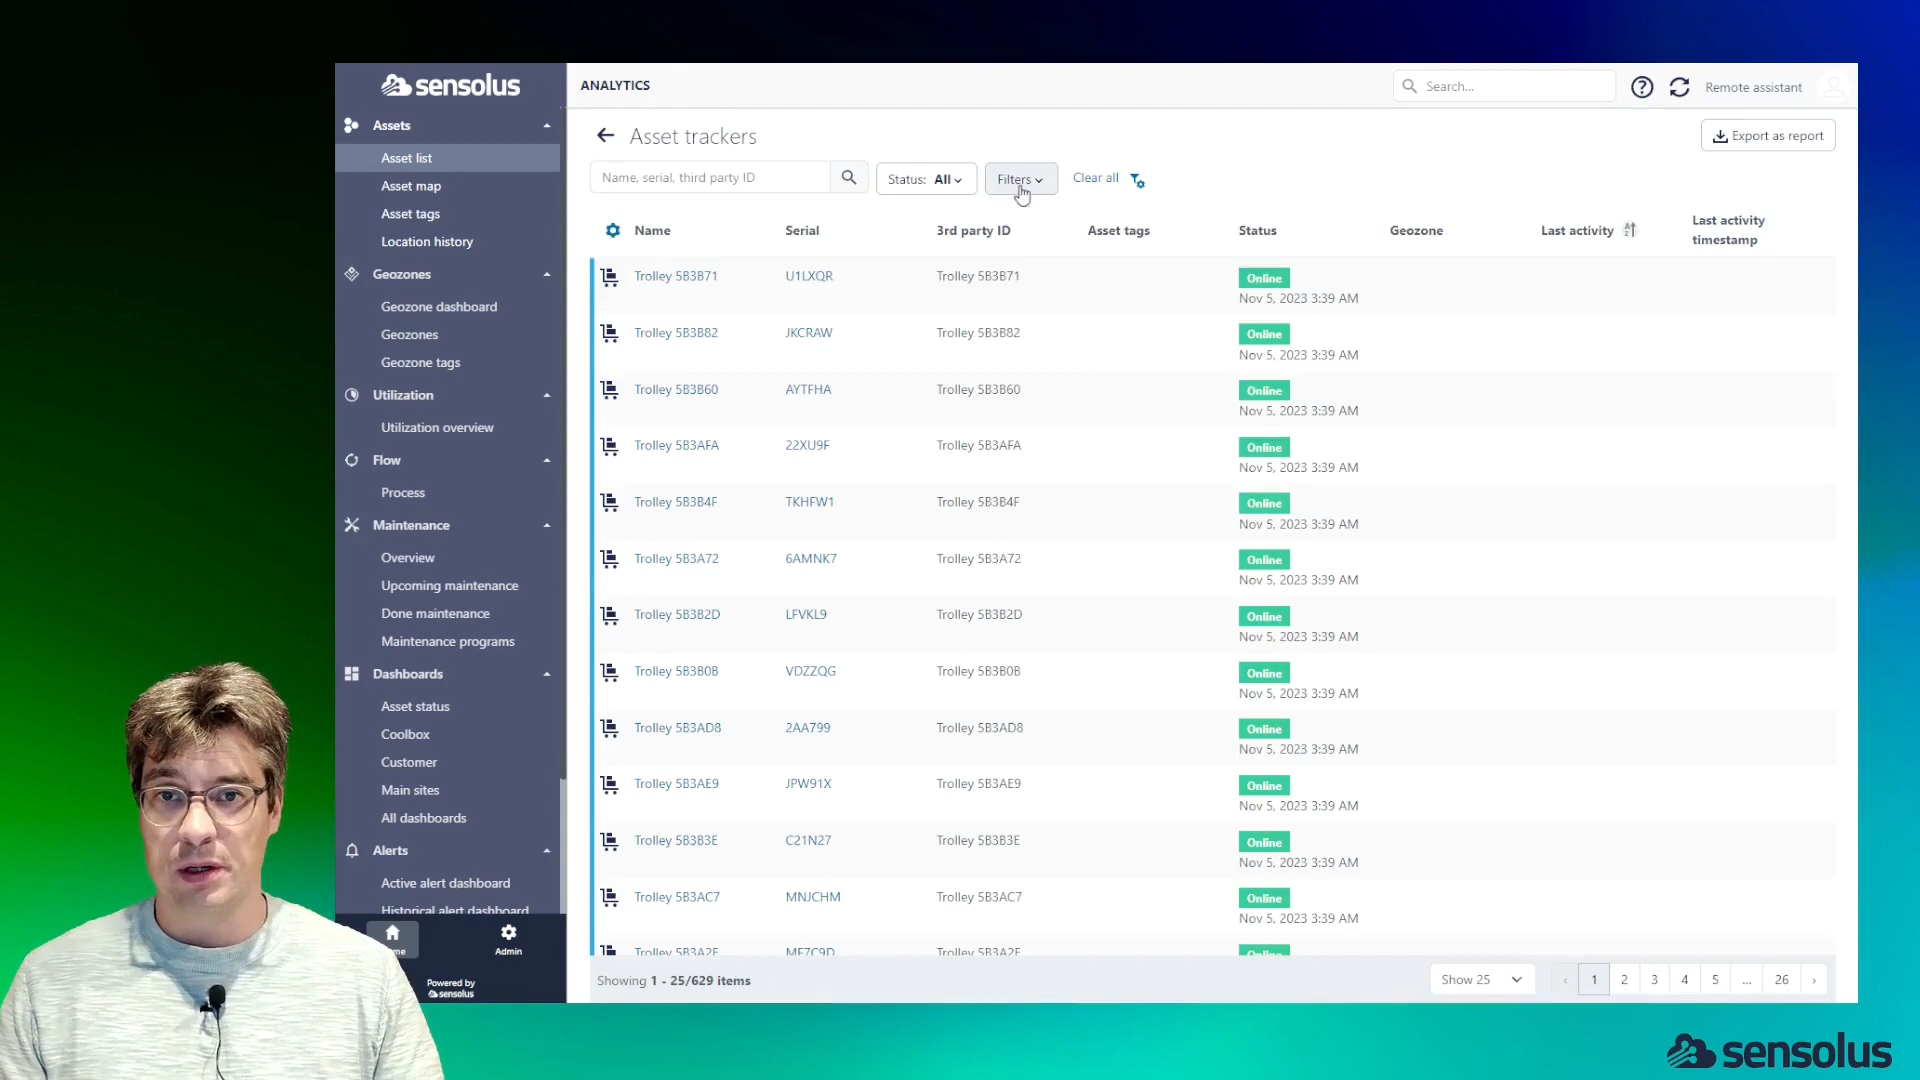 sensolus
ANALYTICS
Search...
Remote assistant
Assets
Asset list
Asset map
Asset tags
Location history
Geozones
Geozone dashboard
Geozones
Geozone tags
Utilization
Utilization overview
Flow
Process
Maintenance
Overview
Upcoming maintenance
Done maintenance
Maintenance programs
Dashboards
Asset status
Coolbox
Customer
Main sites
All dashboards
Alerts
Active alert dashboard
Historical alert dashboard
Admin
Powered by
sensolus
Asset trackers
Export as report
Name, serial, third party ID
Status: All
Filters
Clear all
Name Serial 3rd party ID Asset tags Status Geozone Last activity Last activity timestamp
Trolley 5B3B71 U1LXQR Trolley 5B3B71 Online
Nov 5, 2023 3:39 AM
Trolley 5B3B82 JKCRAW Trolley 5B3B82 Online
Nov 5, 2023 3:39 AM
Trolley 5B3B60 AYTFHA Trolley 5B3B60 Online
Nov 5, 2023 3:39 AM
Trolley 5B3AFA 22XU9F Trolley 5B3AFA Online
Nov 5, 2023 3:39 AM
Trolley 5B3B4F TKHFW1 Trolley 5B3B4F Online
Nov 5, 2023 3:39 AM
Trolley 5B3A72 6AMNK7 Trolley 5B3A72 Online
Nov 5, 2023 3:39 AM
Trolley 5B3B2D LFVKL9 Trolley 5B3B2D Online
Nov 5, 2023 3:39 AM
Trolley 5B3B0B VDZZQG Trolley 5B3B0B Online
Nov 5, 2023 3:39 AM
Trolley 5B3AD8 2AA799 Trolley 5B3AD8 Online
Nov 5, 2023 3:39 AM
Trolley 5B3AE9 JPW91X Trolley 5B3AE9 Online
Nov 5, 2023 3:39 AM
Trolley 5B3B3E C21N27 Trolley 5B3B3E Online
Nov 5, 2023 3:39 AM
Trolley 5B3AC7 MNJCHM Trolley 5B3AC7 Online
Nov 5, 2023 3:39 AM
Showing 1 - 25/629 items
Show 25
‹ 1 2 3 4 5 ... 26 ›
sensolus